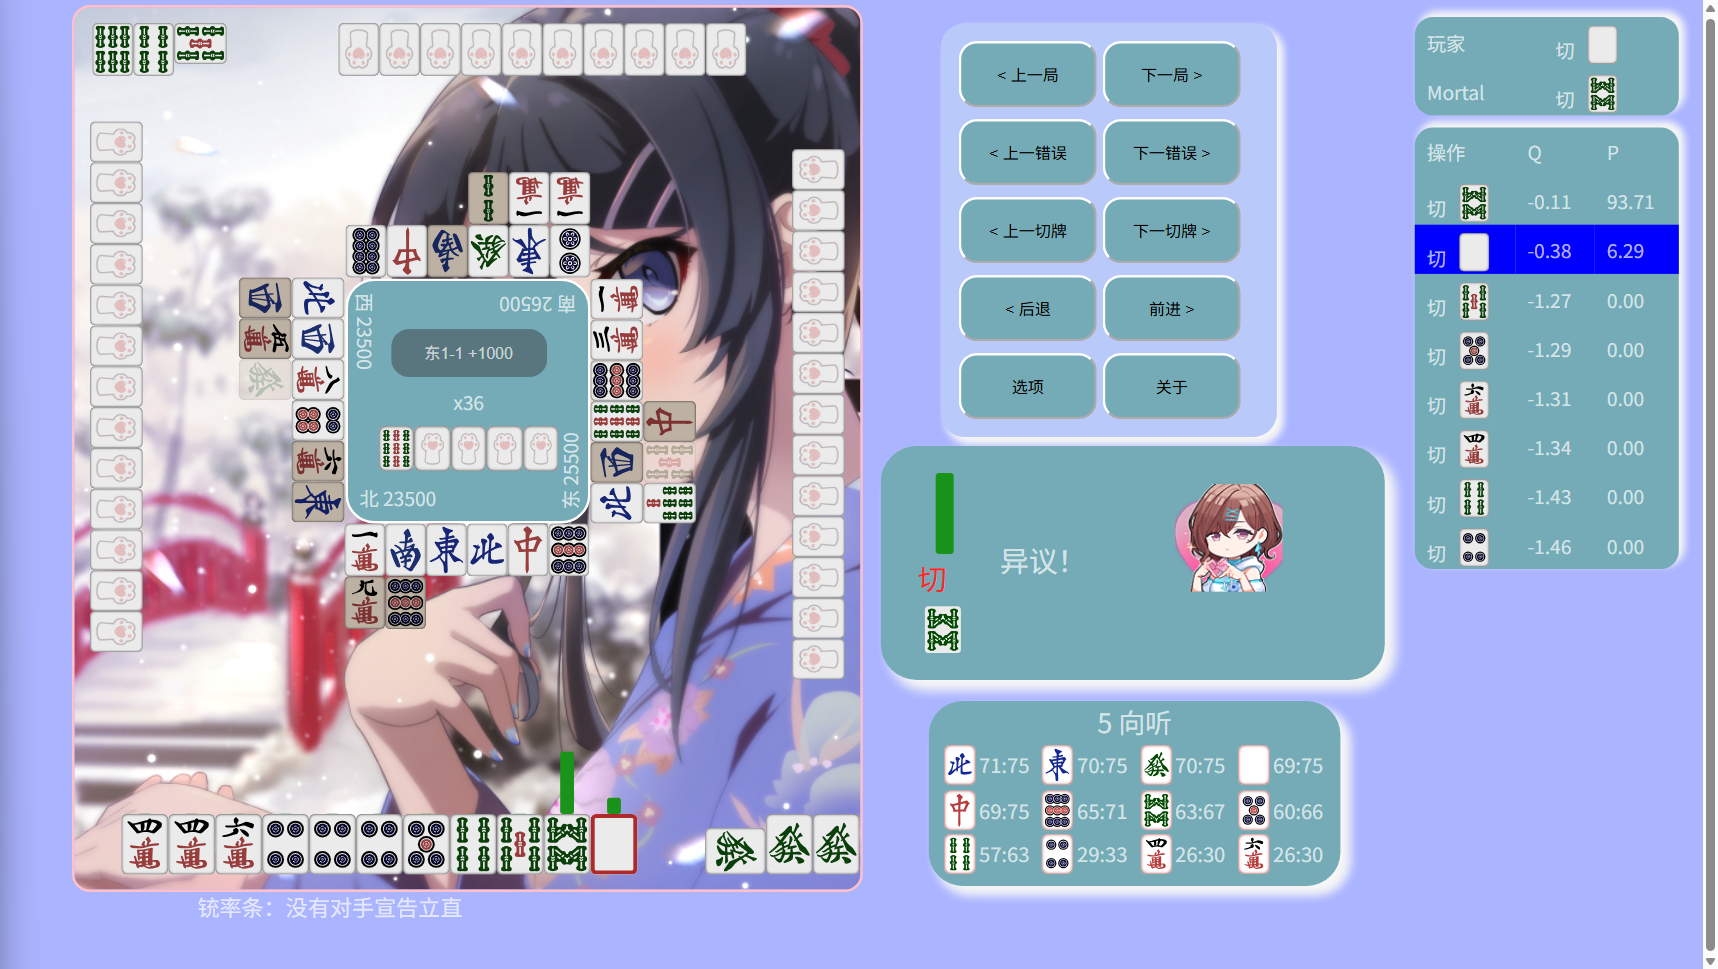 西 23500
南 26500
东1-1 +1000
x36
北 23500
东 25500
铳率条：没有对手宣告立直
< 上一局
下一局 >
< 上一错误
下一错误 >
< 上一切牌
下一切牌 >
< 后退
前进 >
选项
关于
切
异议！
5 向听
71:75
70:75
70:75
69:75
69:75
65:71
63:67
60:66
57:63
29:33
26:30
26:30
玩家 切
Mortal 切
操作 Q P
切 -0.11 93.71
切 -0.38 6.29
切 -1.27 0.00
切 -1.29 0.00
切 -1.31 0.00
切 -1.34 0.00
切 -1.43 0.00
切 -1.46 0.00